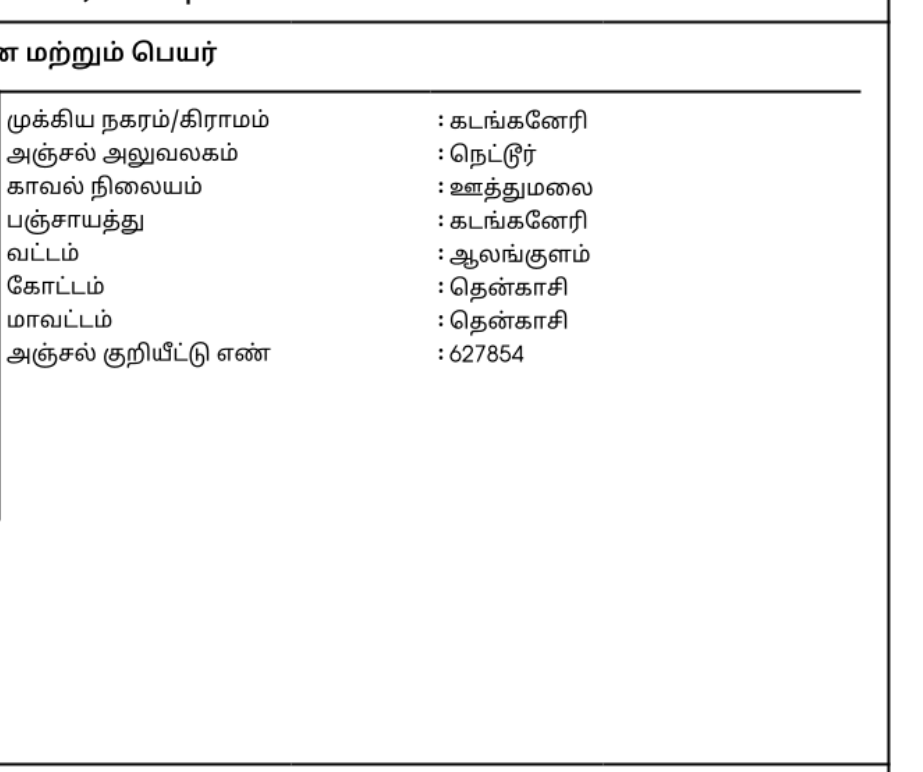 மற்றும் பெயர்
முக்கிய நகரம்/கிராமம் : கடங்கனேரி
அஞ்சல் அலுவலகம் : நெட்டூர்
காவல் நிலையம் : ஊத்துமலை
பஞ்சாயத்து : கடங்கனேரி
வட்டம் : ஆலங்குளம்
கோட்டம் : தென்காசி
மாவட்டம் : தென்காசி
அஞ்சல் குறியீட்டு எண் : 627854